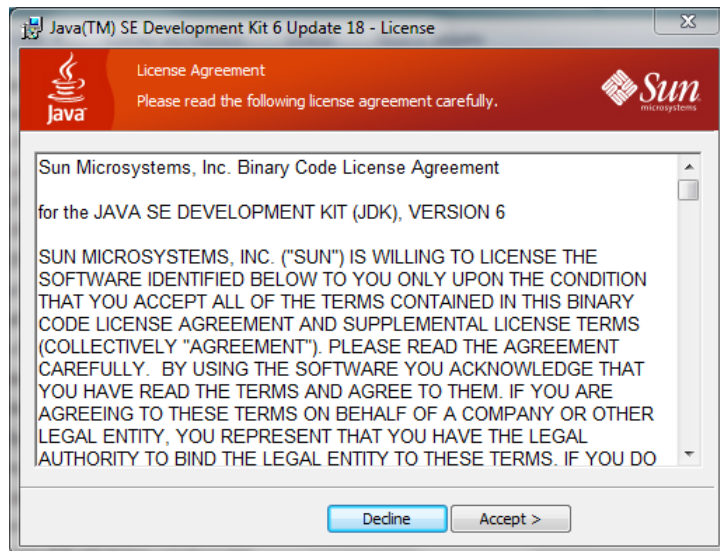 Java(TM) SE Development Kit 6 Update 18 - License
License Agreement
Please read the following license agreement carefully.
Java
Sun
microsystems
Sun Microsystems, Inc. Binary Code License Agreement
for the JAVA SE DEVELOPMENT KIT (JDK), VERSION 6
SUN MICROSYSTEMS, INC. ("SUN") IS WILLING TO LICENSE THE
SOFTWARE IDENTIFIED BELOW TO YOU ONLY UPON THE CONDITION
THAT YOU ACCEPT ALL OF THE TERMS CONTAINED IN THIS BINARY
CODE LICENSE AGREEMENT AND SUPPLEMENTAL LICENSE TERMS
(COLLECTIVELY "AGREEMENT"). PLEASE READ THE AGREEMENT
CAREFULLY.  BY USING THE SOFTWARE YOU ACKNOWLEDGE THAT
YOU HAVE READ THE TERMS AND AGREE TO THEM. IF YOU ARE
AGREEING TO THESE TERMS ON BEHALF OF A COMPANY OR OTHER
LEGAL ENTITY, YOU REPRESENT THAT YOU HAVE THE LEGAL
AUTHORITY TO BIND THE LEGAL ENTITY TO THESE TERMS. IF YOU DO
Decline
Accept >